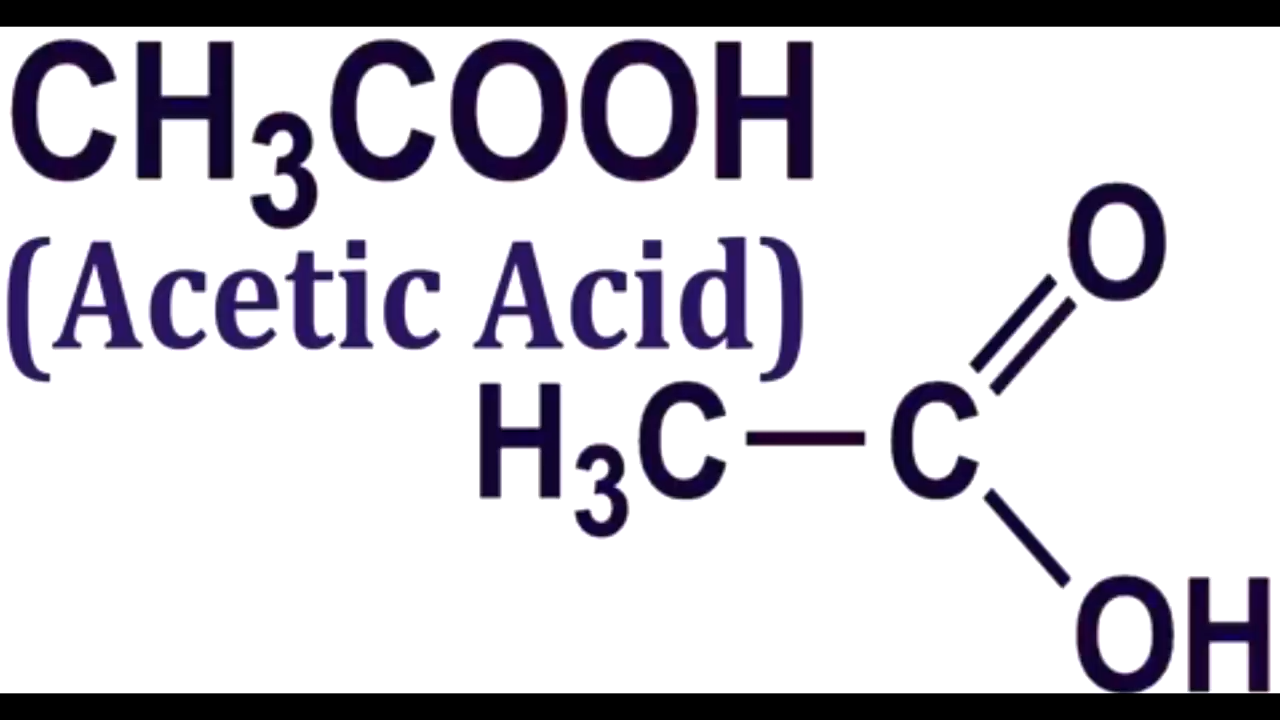 CH₃COOH
(Acetic Acid)
O
H₃C—C
OH